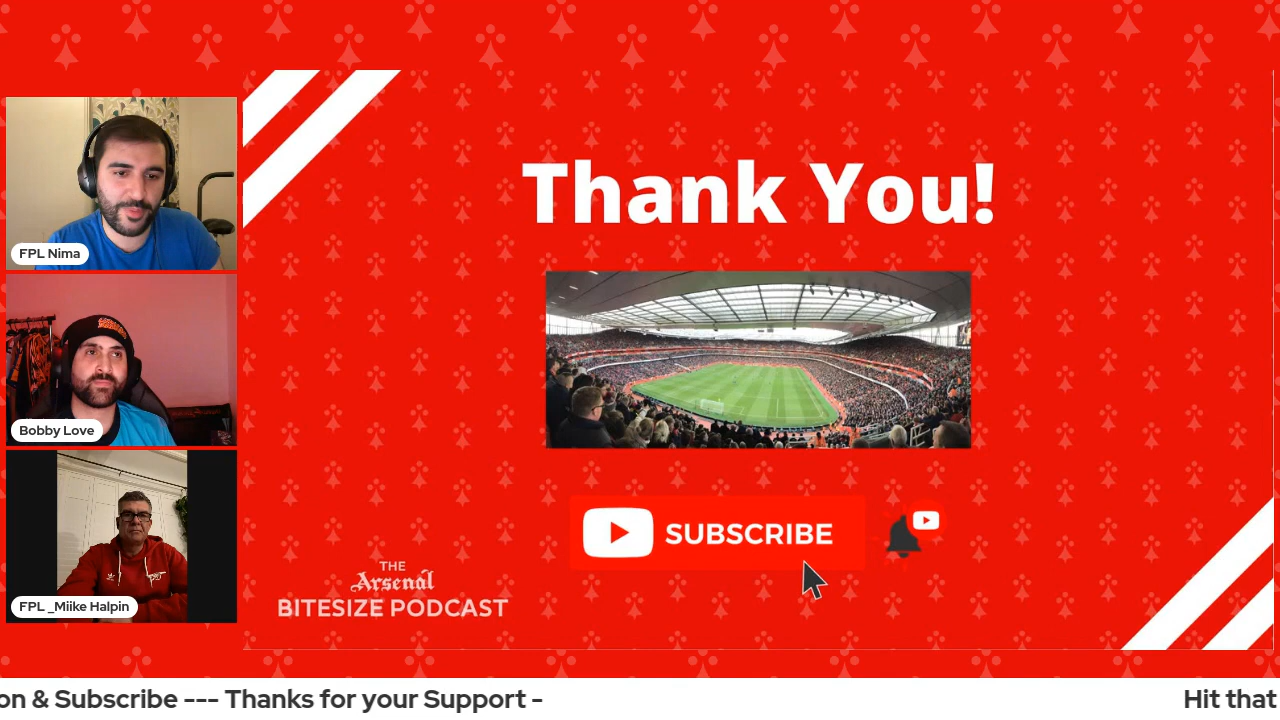 FPL Nima
Bobby Love
FPL _Miike Halpin
Thank You!
SUBSCRIBE
THE
Arsenal
BITESIZE PODCAST
on & Subscribe --- Thanks for your Support -
Hit that